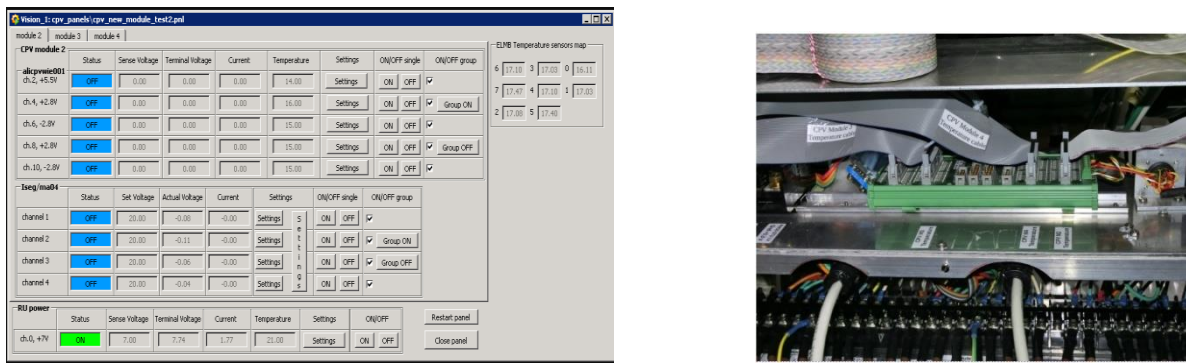 Vision_1: cpv_panels\cpv_new_module_test2.pnl
module 2 module 3 module 4
CPV module 2
Status Sense Voltage Terminal Voltage Current Temperature Settings ON/OFF single ON/OFF group
alicpvwie001
ch.2, +5.5V OFF 0.00 0.00 0.00 14.00 Settings ON OFF
ch.4, +2.8V OFF 0.00 0.00 0.00 16.00 Settings ON OFF Group ON
ch.6, -2.8V OFF 0.00 0.00 0.00 15.00 Settings ON OFF
ch.8, +2.8V OFF 0.00 0.00 0.00 15.00 Settings ON OFF Group OFF
ch.10, -2.8V OFF 0.00 0.00 0.00 15.00 Settings ON OFF
Iseg/ma04
Status Set Voltage Actual Voltage Current Settings ON/OFF single ON/OFF group
channel 1 OFF 20.00 -0.08 -0.00 Settings ON OFF
channel 2 OFF 20.00 -0.11 -0.00 Settings ON OFF Group ON
channel 3 OFF 20.00 -0.06 -0.00 Settings ON OFF Group OFF
channel 4 OFF 20.00 -0.04 -0.00 Settings ON OFF
Settings
RU power
Status Sense Voltage Terminal Voltage Current Temperature Settings ON/OFF
ch.0, +7V ON 7.00 7.74 1.77 21.00 Settings ON OFF
Restart panel
Close panel
ELMB Temperature sensors map
6 17.10 3 17.03 0 16.11
7 17.47 4 17.10 1 17.03
2 17.08 5 17.40
CPV Module 3
Temperature cable
CPV Module 4
Temperature cable